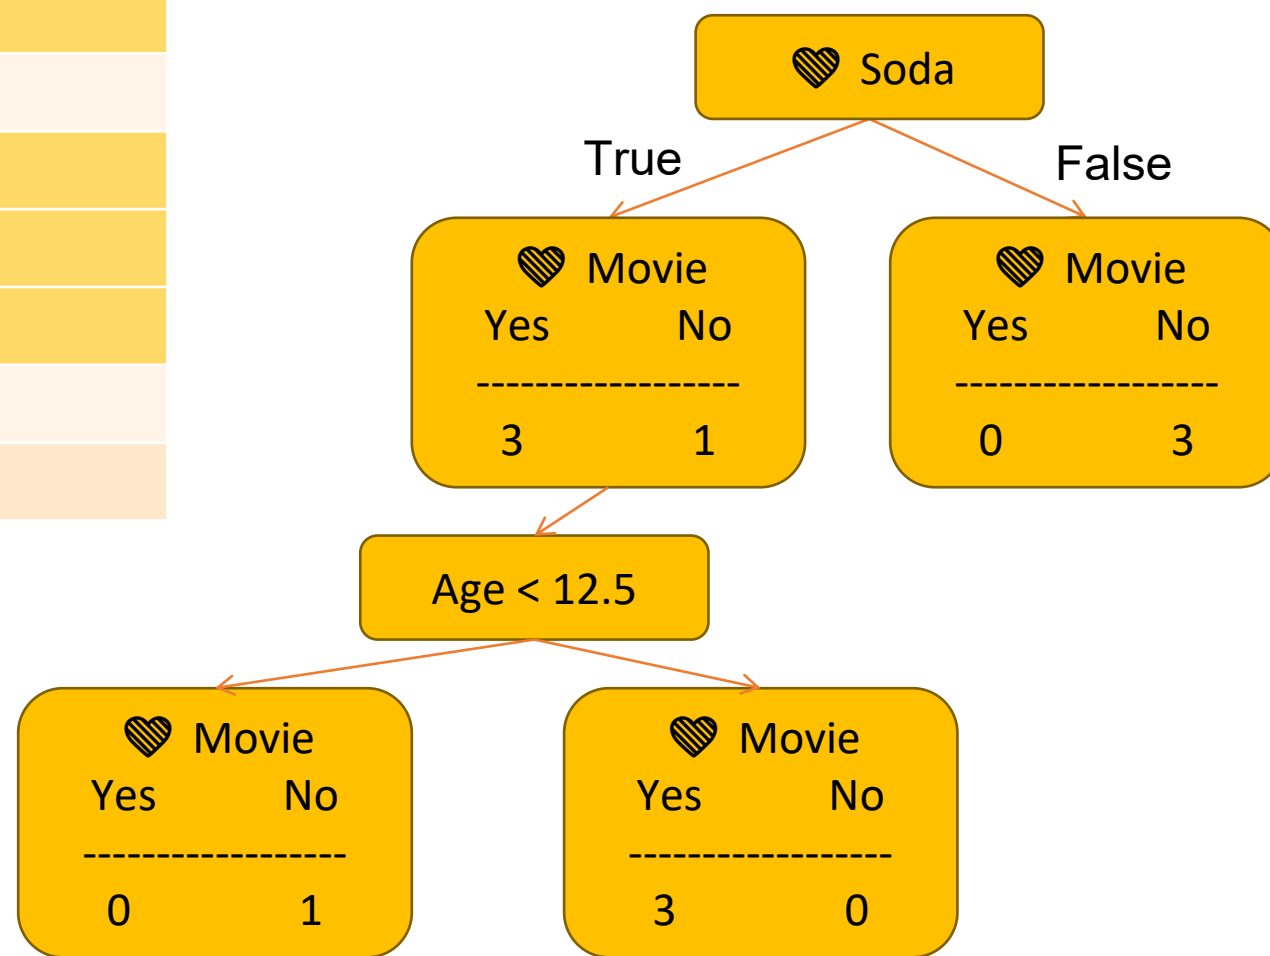 Soda
True False
Movie
Yes No
------------------
3 1
Movie
Yes No
------------------
0 3
Age < 12.5
Movie
Yes No
------------------
0 1
Movie
Yes No
------------------
3 0